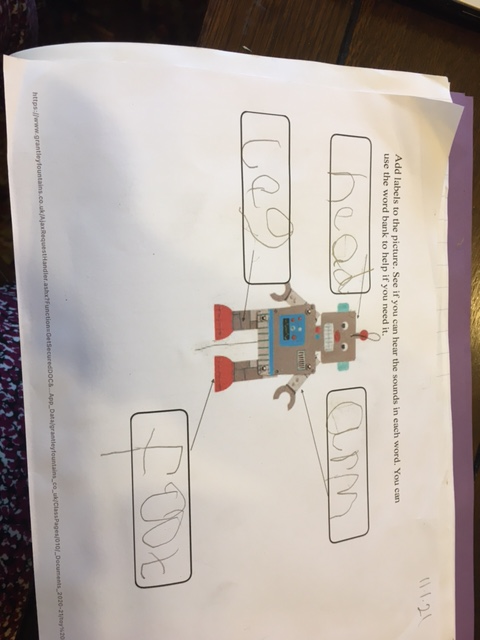 11.1.21
Add labels to the picture. See if you can hear the sounds in each word. You can
use the word bank to help if you need it.
head
arm
Leg
foot